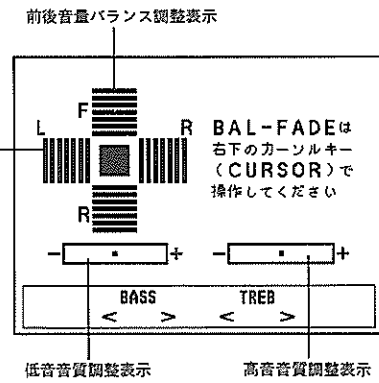 前後音量バランス調整表示
F
L
R
R
BAL-FADEは
右下のカーソルキー
(CURSOR)で
操作してください
- +
- +
BASS TREB
< > < >
低音音質調整表示
高音音質調整表示